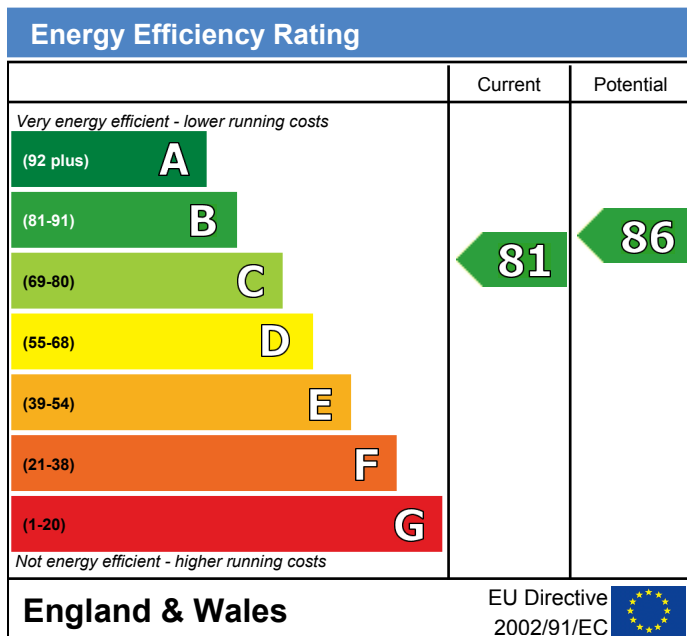 Energy Efficiency Rating
Current Potential
Very energy efficient - lower running costs
(92 plus) A
(81-91) B
(69-80) C
(55-68) D
(39-54) E
(21-38) F
(1-20) G
81
86
Not energy efficient - higher running costs
England & Wales
EU Directive
2002/91/EC